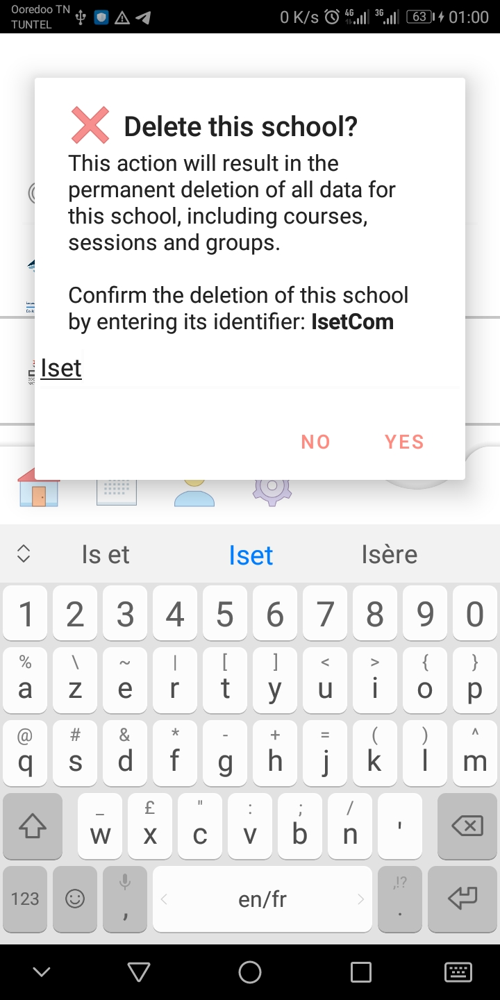 Ooredoo TN
TUNTEL
0 K/s 4G 3G 63 01:00
Delete this school?
This action will result in the
permanent deletion of all data for
this school, including courses,
sessions and groups.
Confirm the deletion of this school
by entering its identifier: IsetCom
Iset
NO YES
Is et Iset Isère
1 2 3 4 5 6 7 8 9 0
% \ ~ | [ ] < > { }
a z e r t y u i o p
@ # & * - + = ( ) ^
q s d f g h j k l m
_ £ " : ; /
w x c v b n '
,!?
123 , en/fr .